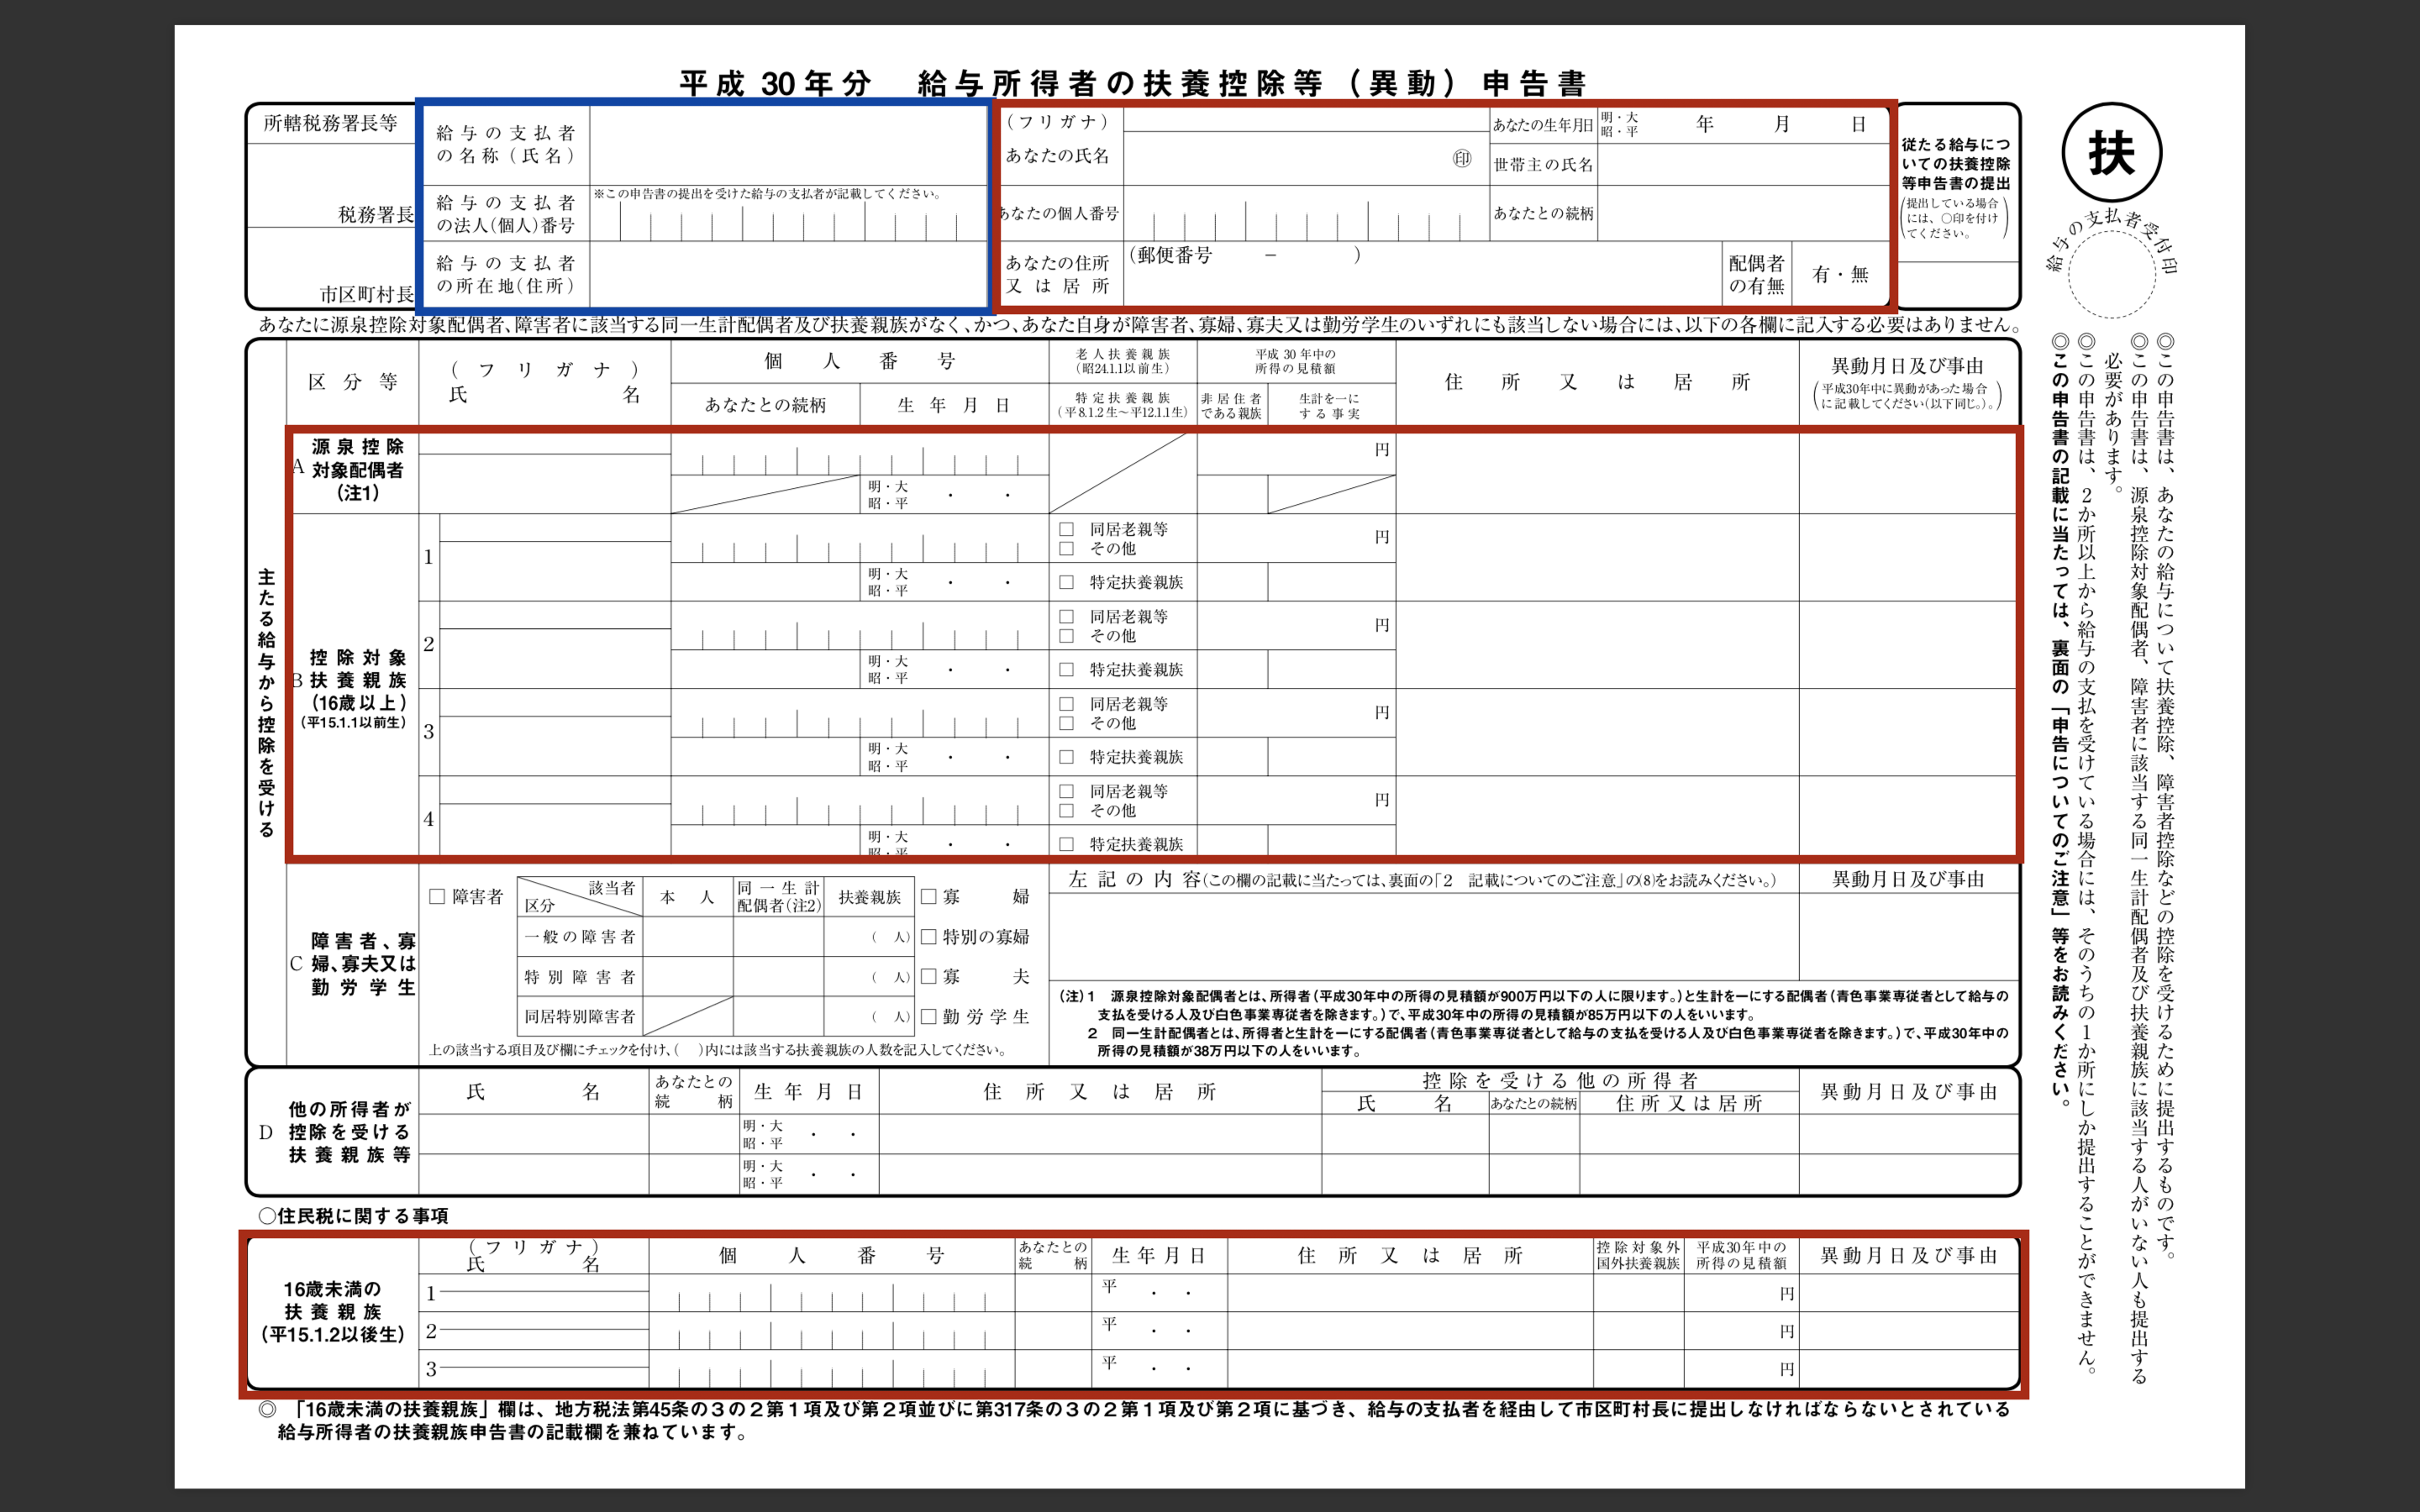 平成 30年分 給与所得者の扶養控除等（異動）申告書
所轄税務署長等
税務署長
市区町村長
給与の支払者
の名称（氏名）
給与の支払者
の法人（個人）番号
※この申告書の提出を受けた給与の支払者が記載してください。
給与の支払者
の所在地（住所）
（フリガナ）
あなたの氏名
㊞
あなたの個人番号
あなたの住所
又は居所
（郵便番号 － ）
あなたの生年月日
明・大
昭・平
年 月 日
世帯主の氏名
あなたとの続柄
配偶者
の有無
有・無
従たる給与につ
いての扶養控除
等申告書の提出
（提出している場合
には、○印を付け
てください。）
扶
給与の支払者受付印
あなたに源泉控除対象配偶者、障害者に該当する同一生計配偶者及び扶養親族がなく、かつ、あなた自身が障害者、寡婦、寡夫又は勤労学生のいずれにも該当しない場合には、以下の各欄に記入する必要はありません。
主たる給与から控除を受ける
区分等
（フリガナ）
氏名
個人番号
あなたとの続柄
生年月日
老人扶養親族
（昭24.1.1以前生）
特定扶養親族
（平8.1.2生～平12.1.1生）
平成 30 年中の
所得の見積額
非居住者
である親族
生計を一に
する事実
住所又は居所
異動月日及び事由
（平成30年中に異動があった場合
に記載してください（以下同じ。）。）
A
源泉控除
対象配偶者
（注1）
明・大
昭・平
・ ・
円
B
控除対象
扶養親族
（16歳以上）
（平15.1.1以前生）
1
明・大
昭・平
・ ・
□ 同居老親等
□ その他
□ 特定扶養親族
円
2
明・大
昭・平
・ ・
□ 同居老親等
□ その他
□ 特定扶養親族
円
3
明・大
昭・平
・ ・
□ 同居老親等
□ その他
□ 特定扶養親族
円
4
明・大
昭・平
・ ・
□ 同居老親等
□ その他
□ 特定扶養親族
円
C
障害者、寡
婦、寡夫又は
勤労学生
□ 障害者
該当者
区分
本人
同一生計
配偶者（注2）
扶養親族
一般の障害者
（ 人）
特別障害者
（ 人）
同居特別障害者
（ 人）
□ 寡婦
□ 特別の寡婦
□ 寡夫
□ 勤労学生
上の該当する項目及び欄にチェックを付け、（ ）内には該当する扶養親族の人数を記入してください。
左記の内容（この欄の記載に当たっては、裏面の「2 記載についてのご注意」の(8)をお読みください。）
異動月日及び事由
（注）1 源泉控除対象配偶者とは、所得者（平成30年中の所得の見積額が900万円以下の人に限ります。）と生計を一にする配偶者（青色事業専従者として給与の
支払を受ける人及び白色事業専従者を除きます。）で、平成30年中の所得の見積額が85万円以下の人をいいます。
2 同一生計配偶者とは、所得者と生計を一にする配偶者（青色事業専従者として給与の支払を受ける人及び白色事業専従者を除きます。）で、平成30年中の
所得の見積額が38万円以下の人をいいます。
D
他の所得者が
控除を受ける
扶養親族等
氏名
あなたとの
続柄
生年月日
住所又は居所
控除を受ける他の所得者
氏名
あなたとの続柄
住所又は居所
異動月日及び事由
明・大
昭・平
・ ・
明・大
昭・平
・ ・
○住民税に関する事項
16歳未満の
扶養親族
（平15.1.2以後生）
（フリガナ）
氏名
個人番号
あなたとの
続柄
生年月日
住所又は居所
控除対象外
国外扶養親族
平成30年中の
所得の見積額
異動月日及び事由
1
平 ・ ・
円
2
平 ・ ・
円
3
平 ・ ・
円
◎ 「16歳未満の扶養親族」欄は、地方税法第45条の３の２第１項及び第２項並びに第317条の３の２第１項及び第２項に基づき、給与の支払者を経由して市区町村長に提出しなければならないとされている
給与所得者の扶養親族申告書の記載欄を兼ねています。
◎この申告書は、あなたの給与について扶養控除、障害者控除などの控除を受けるために提出するものです。
◎この申告書は、源泉控除対象配偶者、障害者に該当する同一生計配偶者及び扶養親族に該当する人がいない人も提出する
必要があります。
◎この申告書は、2か所以上から給与の支払を受けている場合には、そのうちの1か所にしか提出することができません。
◎この申告書の記載に当たっては、裏面の「申告についてのご注意」等をお読みください。